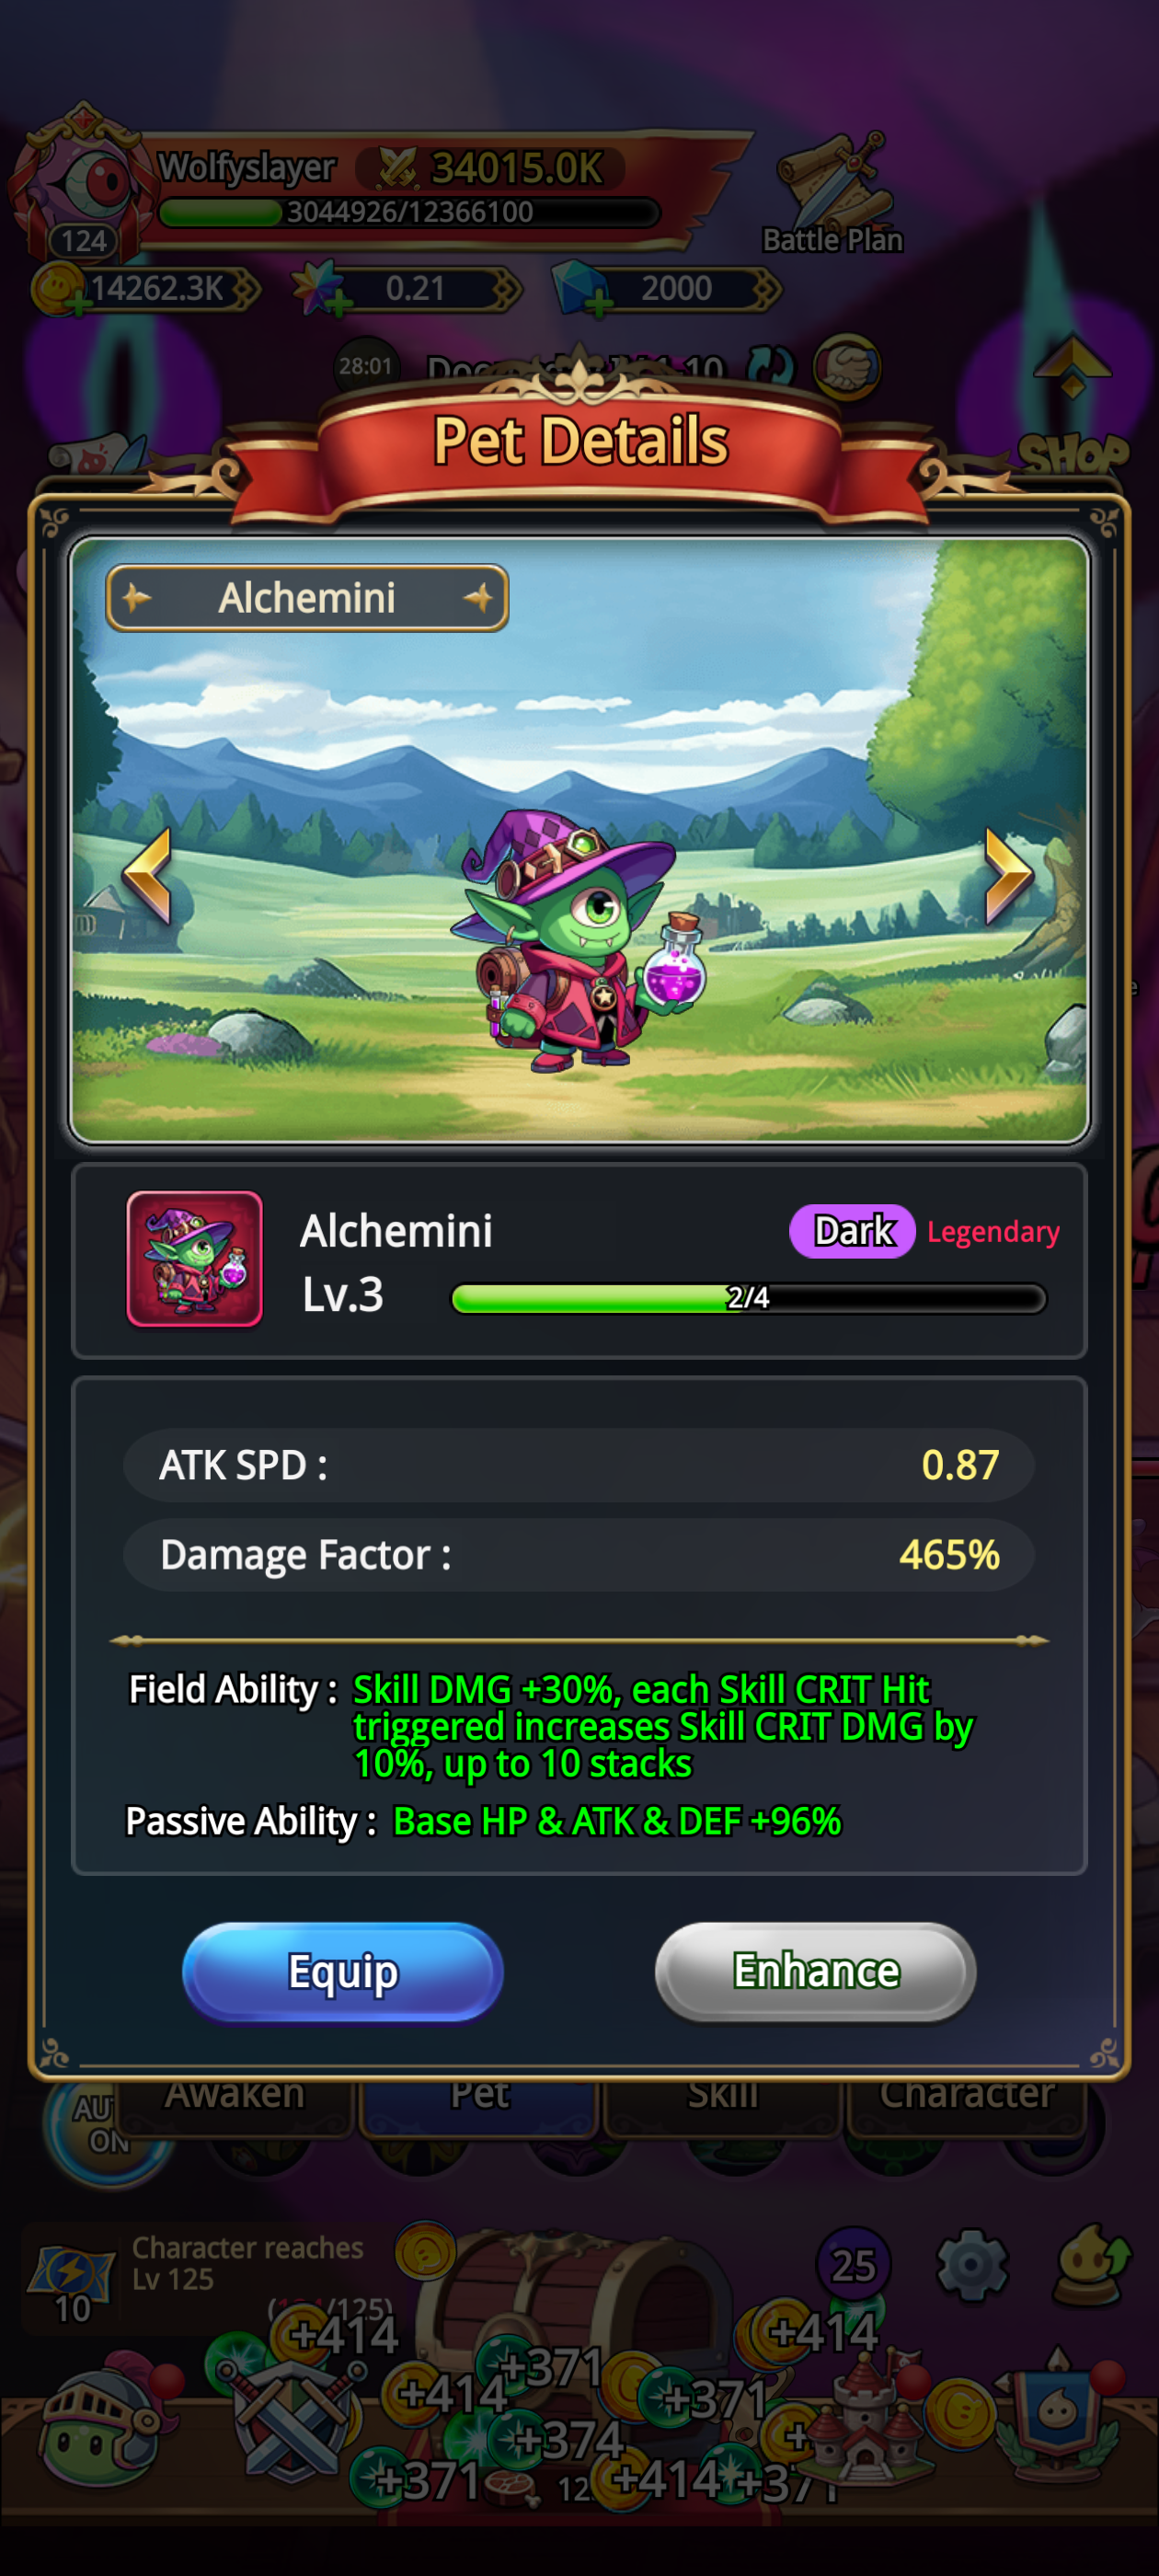 Wolfyslayer
34015.0K
3044926/12366100
124
Battle Plan
14262.3K
0.21
2000
28:01
10
SHOP
Pet Details
Alchemini
Alchemini
Dark
Legendary
Lv.3
2/4
ATK SPD :
0.87
Damage Factor :
465%
Field Ability :
Skill DMG +30%, each Skill CRIT Hit
triggered increases Skill CRIT DMG by
10%, up to 10 stacks
Passive Ability :
Base HP & ATK & DEF +96%
Equip
Enhance
Awaken
Pet
Skill
Character
ON
Character reaches
Lv 125
10
/125)
25
+414
+414
+371
+414
+371
+374
+371
+414